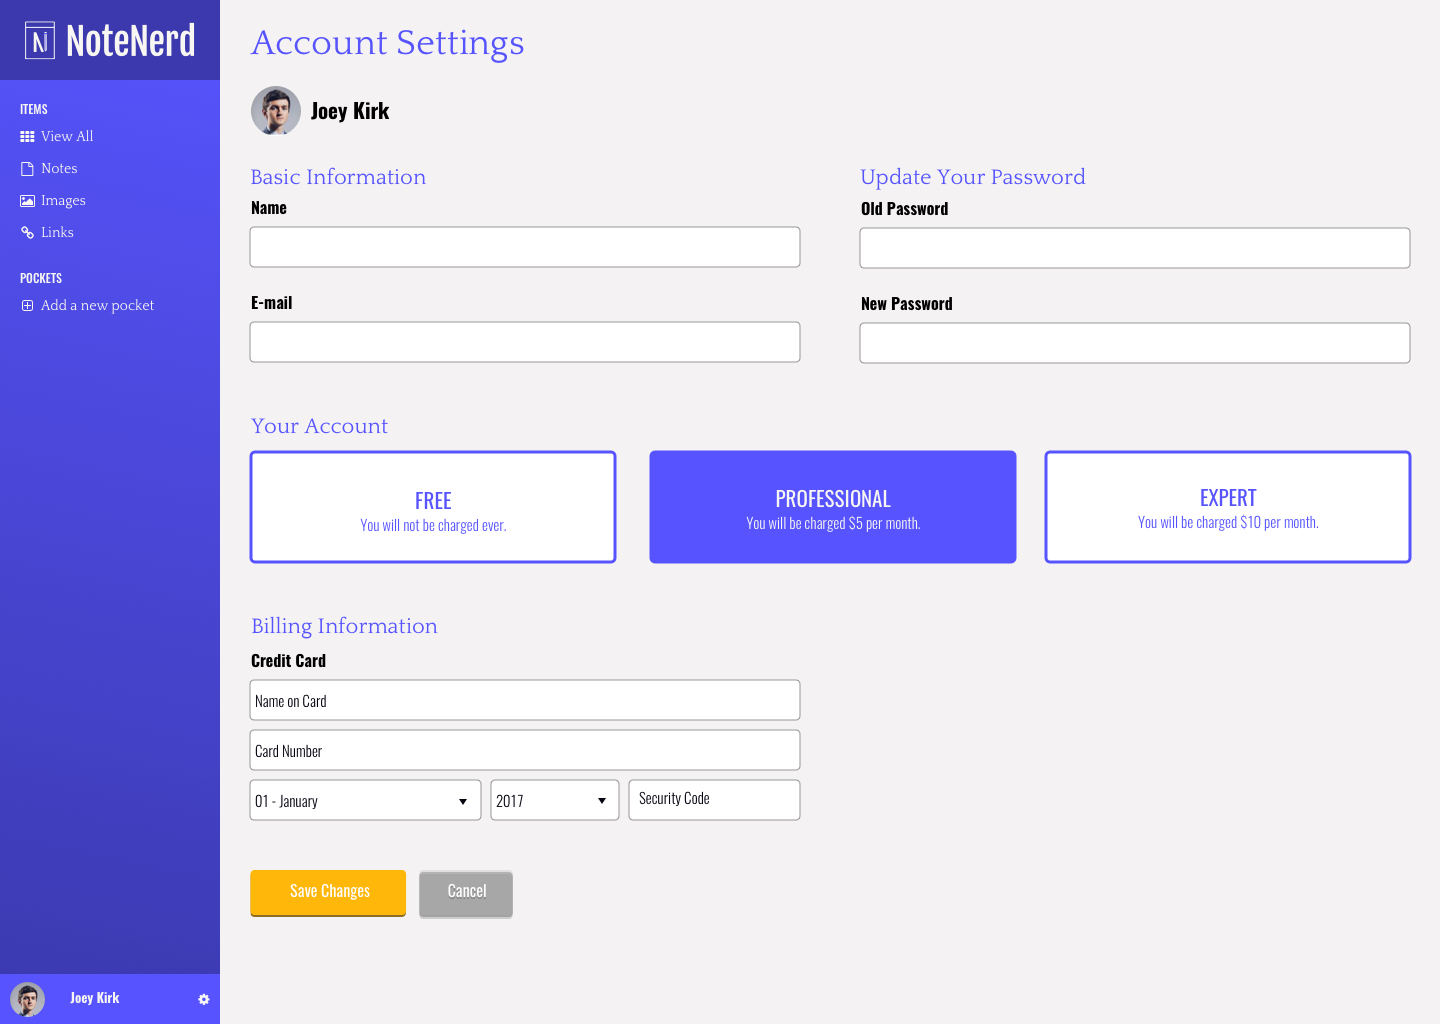 N NoteNerd
ITEMS
View All
Notes
Images
Links
POCKETS
Add a new pocket
Joey Kirk
Account Settings
Joey Kirk
Basic Information
Name
E-mail
Update Your Password
Old Password
New Password
Your Account
FREE
You will not be charged ever.
PROFESSIONAL
You will be charged $5 per month.
EXPERT
You will be charged $10 per month.
Billing Information
Credit Card
Name on Card
Card Number
01 - January
2017
Security Code
Save Changes
Cancel